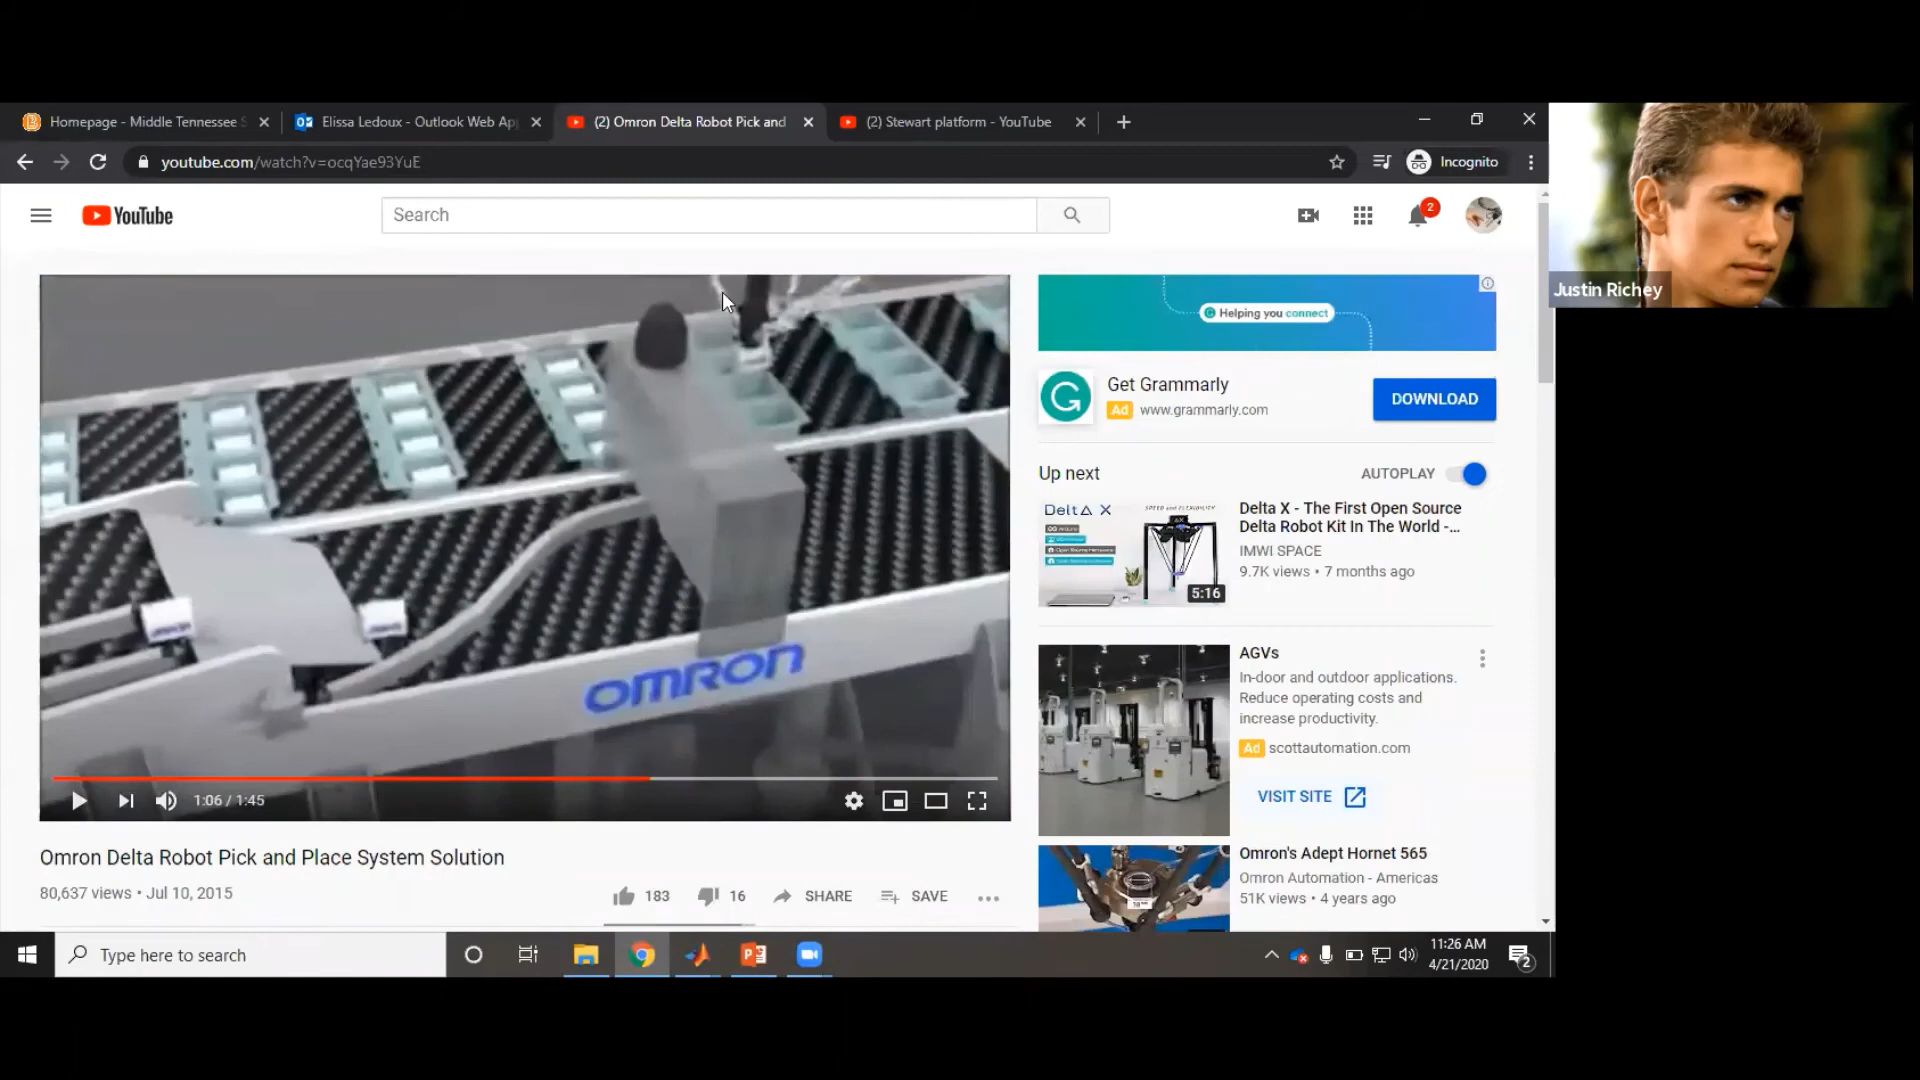 Homepage - Middle Tennessee S
Elissa Ledoux - Outlook Web Ap
(2) Omron Delta Robot Pick and
(2) Stewart platform - YouTube
youtube.com/watch?v=ocqYae93YuE
Incognito
YouTube
Search
2
Justin Richey
Helping you connect
Get Grammarly
Ad www.grammarly.com
DOWNLOAD
Up next
AUTOPLAY
DeltΔ X
SPEED and FLEXIBILITY
5:16
Delta X - The First Open Source
Delta Robot Kit In The World -...
IMWI SPACE
9.7K views • 7 months ago
OMRON
AGVs
In-door and outdoor applications.
Reduce operating costs and
increase productivity.
Ad scottautomation.com
VISIT SITE
1:06 / 1:45
Omron Delta Robot Pick and Place System Solution
80,637 views • Jul 10, 2015
183
16
SHARE
SAVE
Omron's Adept Hornet 565
Omron Automation - Americas
51K views • 4 years ago
Type here to search
11:26 AM
4/21/2020
2